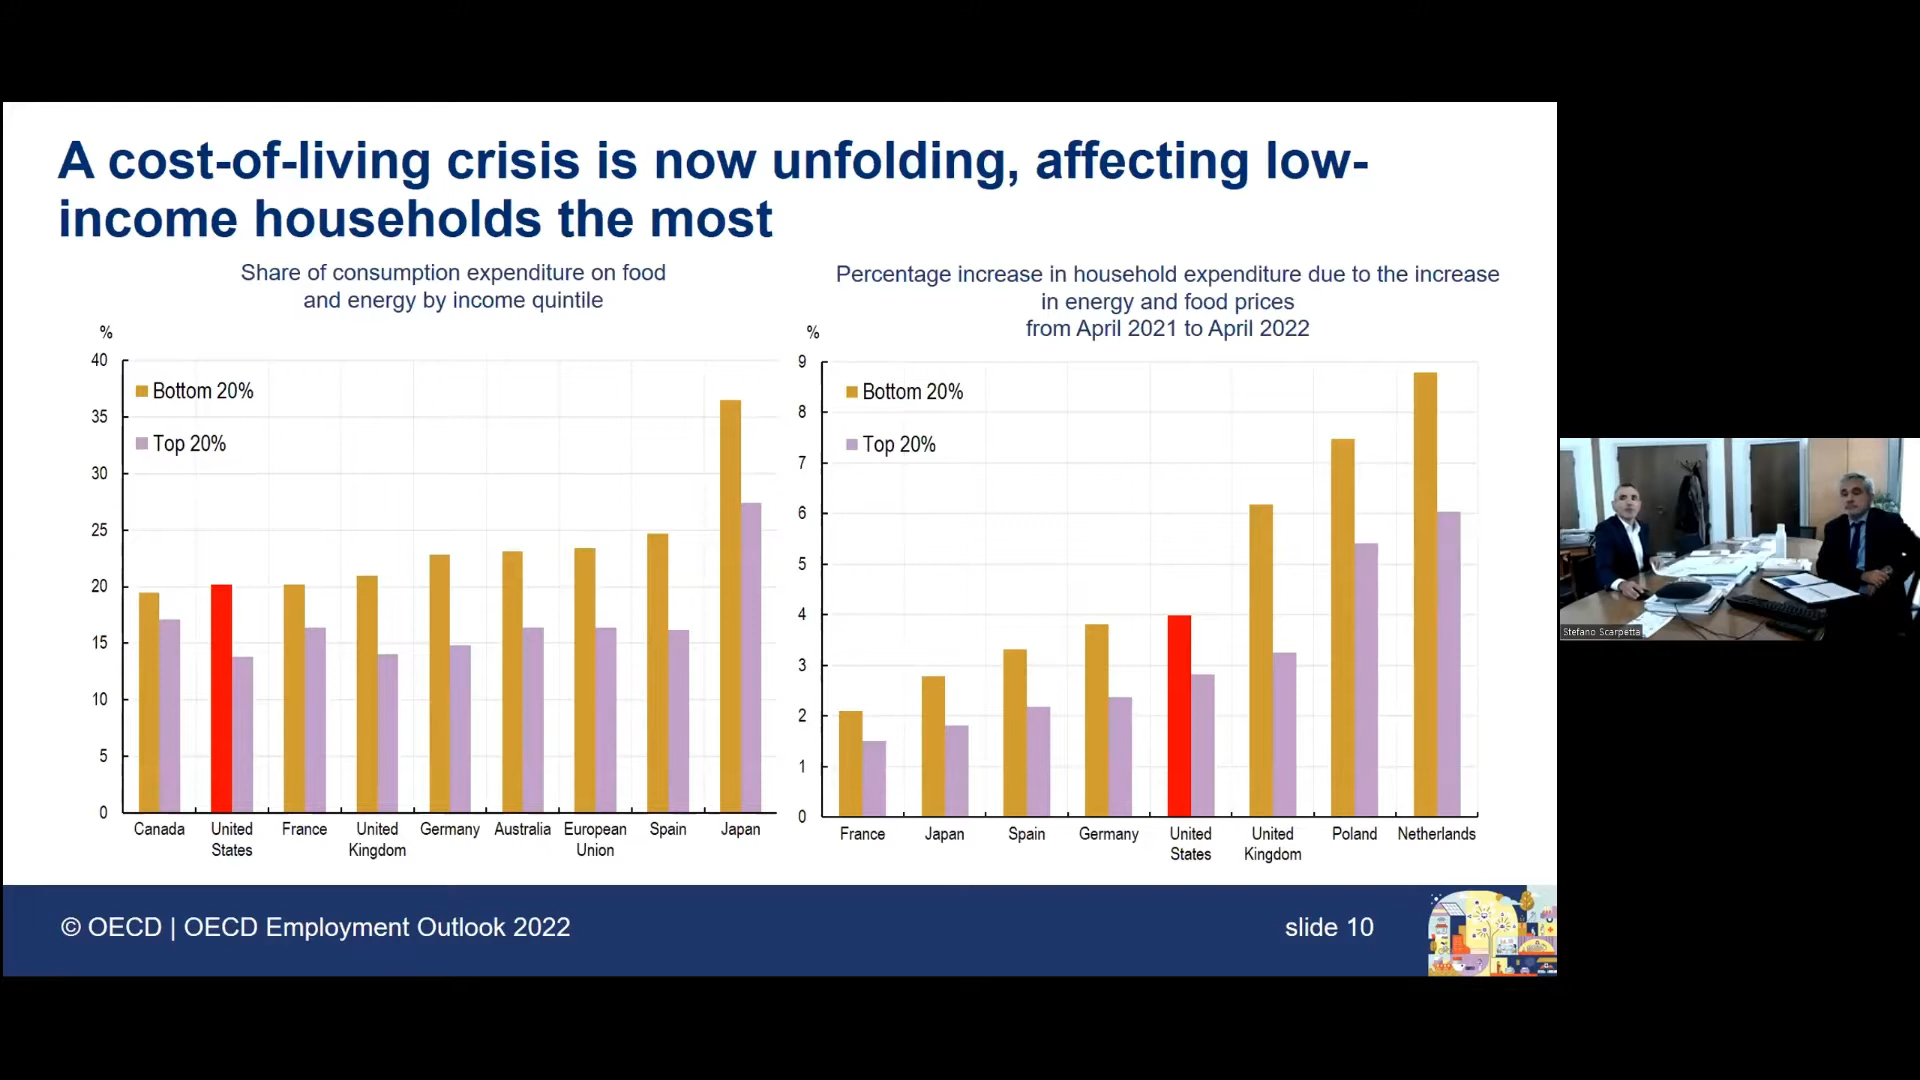 A cost-of-living crisis is now unfolding, affecting low-
income households the most
Share of consumption expenditure on food
and energy by income quintile
%
40
35
30
25
20
15
10
5
0
Bottom 20%
Top 20%
Canada
United
States
France
United
Kingdom
Germany
Australia
European
Union
Spain
Japan
Percentage increase in household expenditure due to the increase
in energy and food prices
from April 2021 to April 2022
%
9
8
7
6
5
4
3
2
1
0
Bottom 20%
Top 20%
France
Japan
Spain
Germany
United
States
United
Kingdom
Poland
Netherlands
Stefano Scarpetta
© OECD | OECD Employment Outlook 2022
slide 10